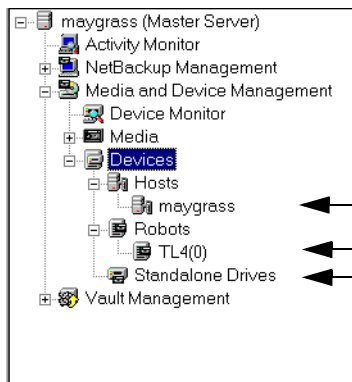 maygrass (Master Server)
Activity Monitor
NetBackup Management
Media and Device Management
Device Monitor
Media
Devices
Hosts
maygrass
Robots
TL4(0)
Standalone Drives
Vault Management